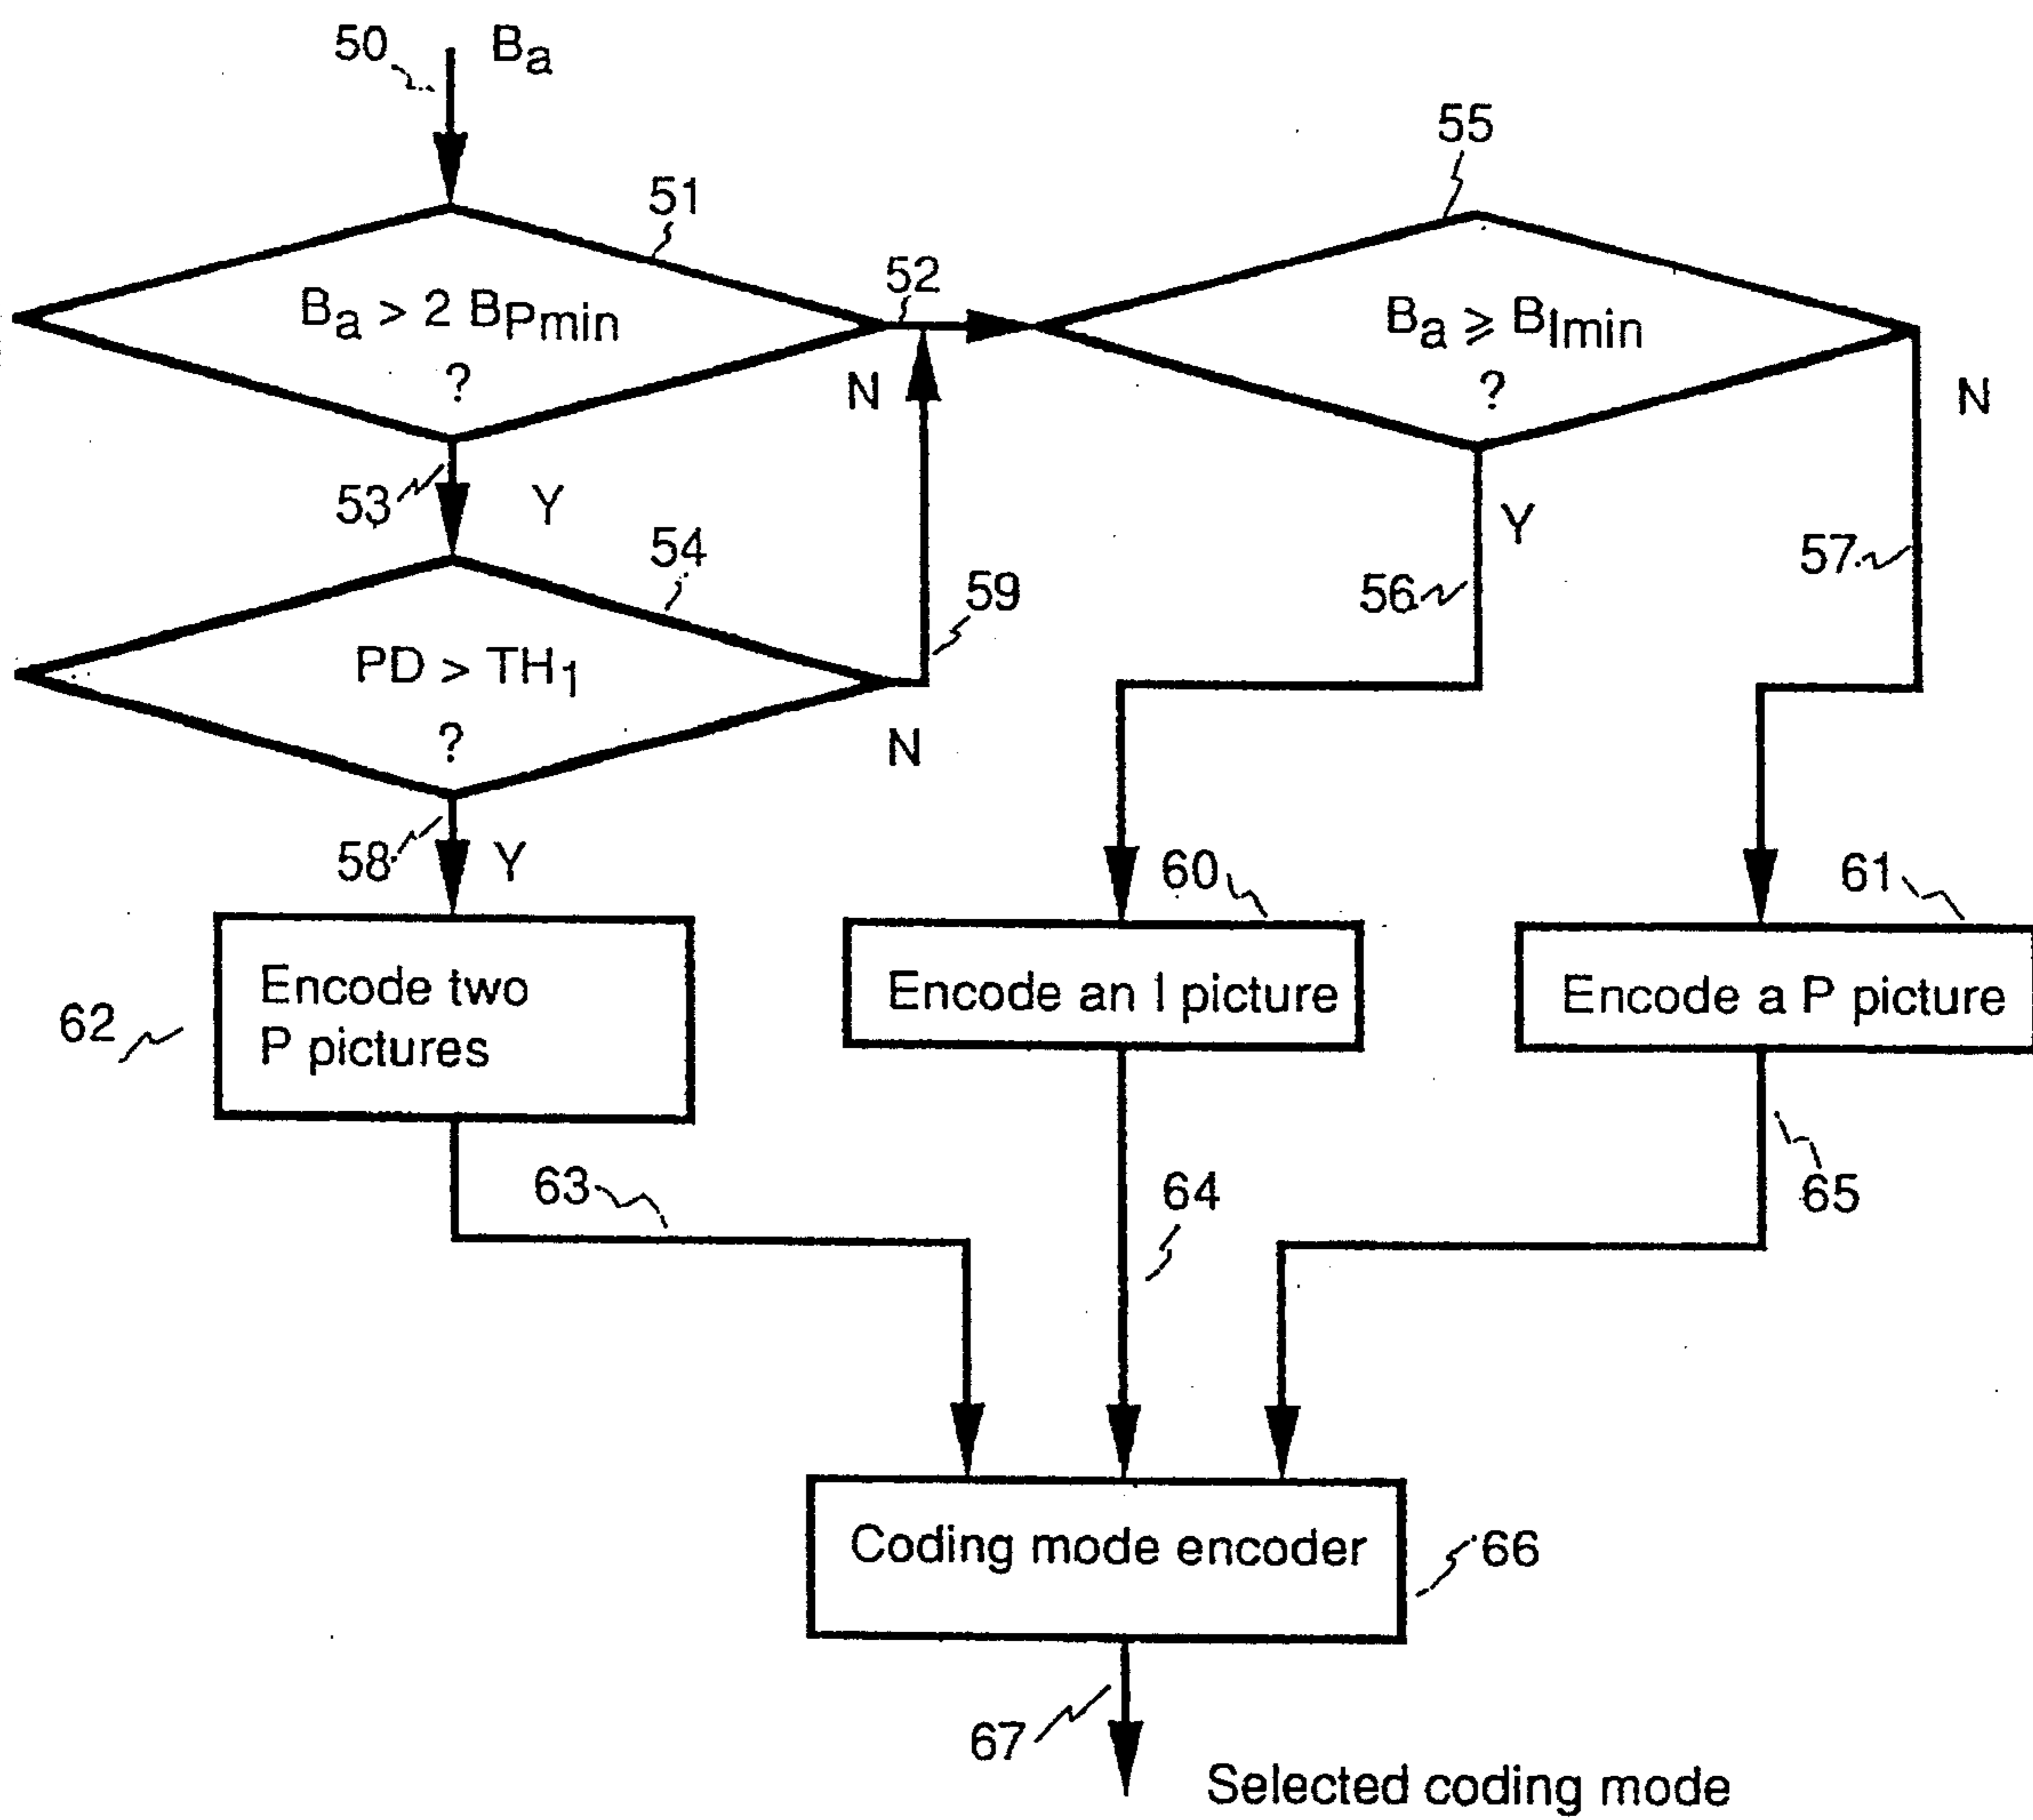 50
Ba
51
52
55
Ba > 2 BPmin
?
Ba ⩾ BImin
?
N
N
53
Y
54
59
Y
56
57
PD > TH1
?
N
58
Y
60
61
62
Encode two
P pictures
Encode an I picture
Encode a P picture
63
64
65
Coding mode encoder
66
67
Selected coding mode